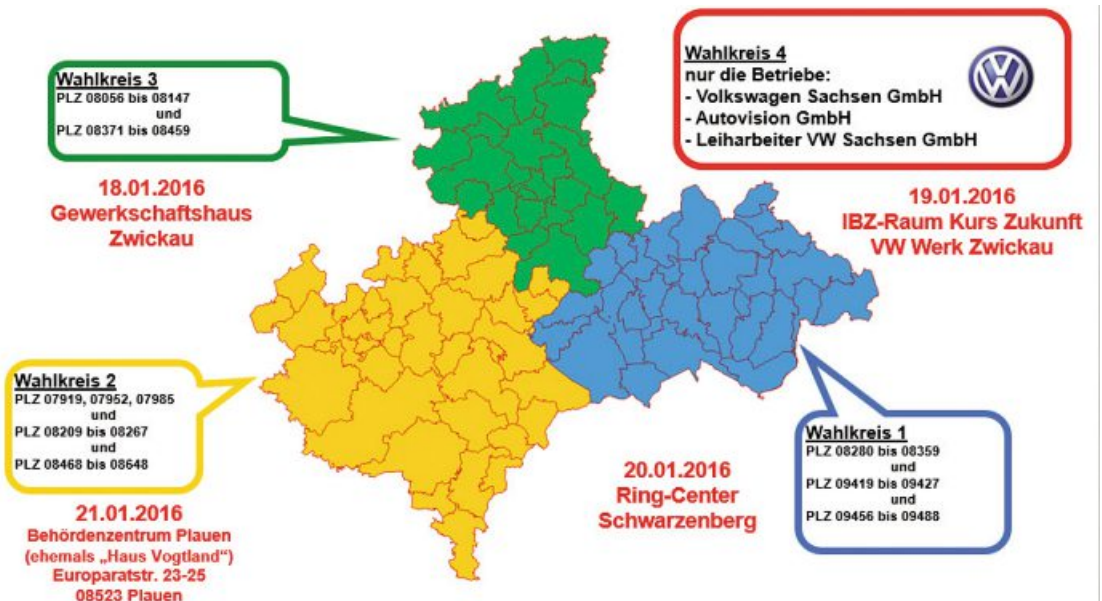 Wahlkreis 3
PLZ 08056 bis 08147
und
PLZ 08371 bis 08459
18.01.2016
Gewerkschaftshaus
Zwickau
Wahlkreis 4
nur die Betriebe:
- Volkswagen Sachsen GmbH
- Autovision GmbH
- Leiharbeiter VW Sachsen GmbH
19.01.2016
IBZ-Raum Kurs Zukunft
VW Werk Zwickau
Wahlkreis 2
PLZ 07919, 07952, 07985
und
PLZ 08209 bis 08267
und
PLZ 08468 bis 08648
21.01.2016
Behördenzentrum Plauen
(ehemals „Haus Vogtland“)
Europaratstr. 23-25
08523 Plauen
20.01.2016
Ring-Center
Schwarzenberg
Wahlkreis 1
PLZ 08280 bis 08359
und
PLZ 09419 bis 09427
und
PLZ 09456 bis 09488